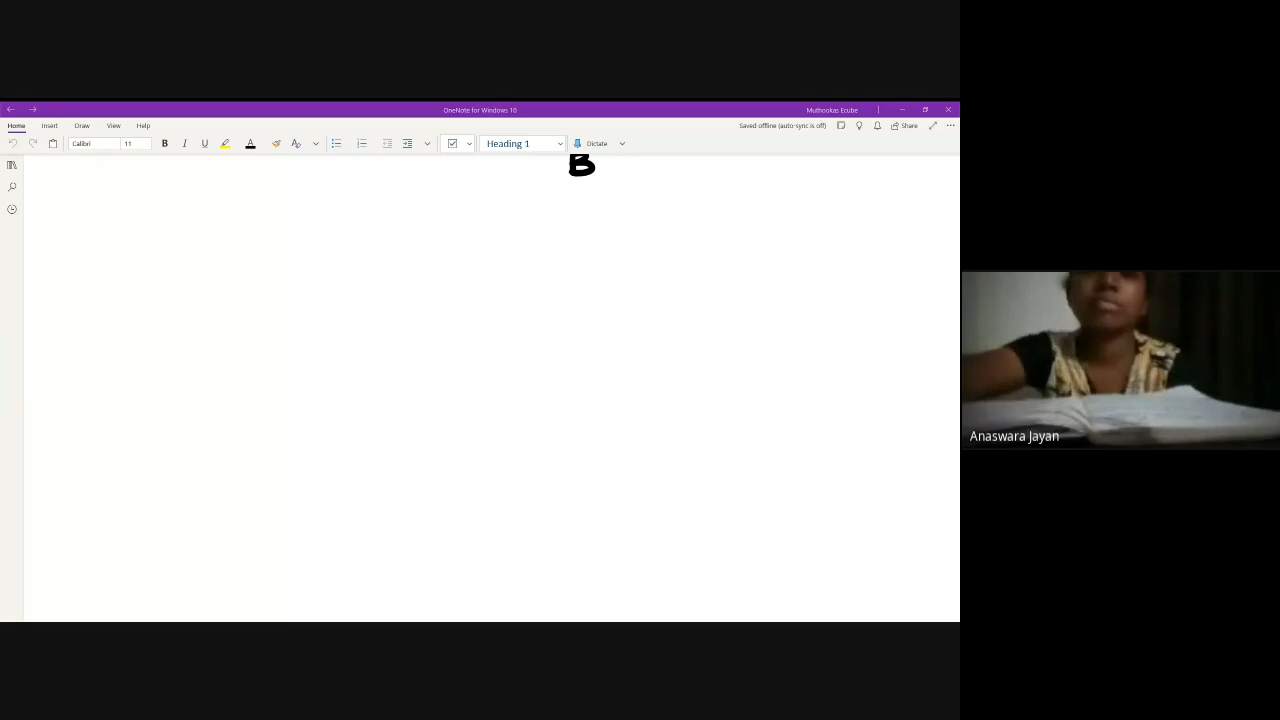 OneNote for Windows 10
Muthookas Ecube
Home Insert Draw View Help
Saved offline (auto-sync is off)
Share
Calibri 11 B I U A Heading 1 Dictate
B
Anaswara Jayan